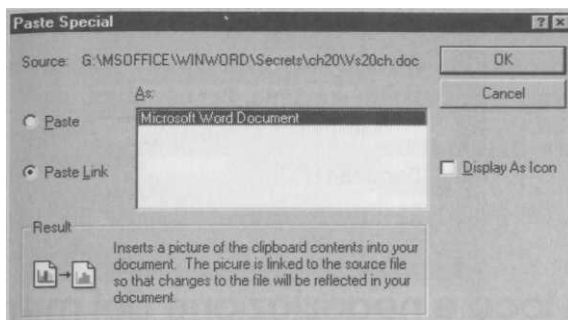 Paste Special
Source: G:\MSOFFICE\WINWORD\Secrets\ch20\Vs20ch.doc
OK
Cancel
As:
Paste
Microsoft Word Document
Paste Link
Display As Icon
Result
Inserts a picture of the clipboard contents into your
document. The picure is linked to the source file
so that changes to the file will be reflected in your
document.